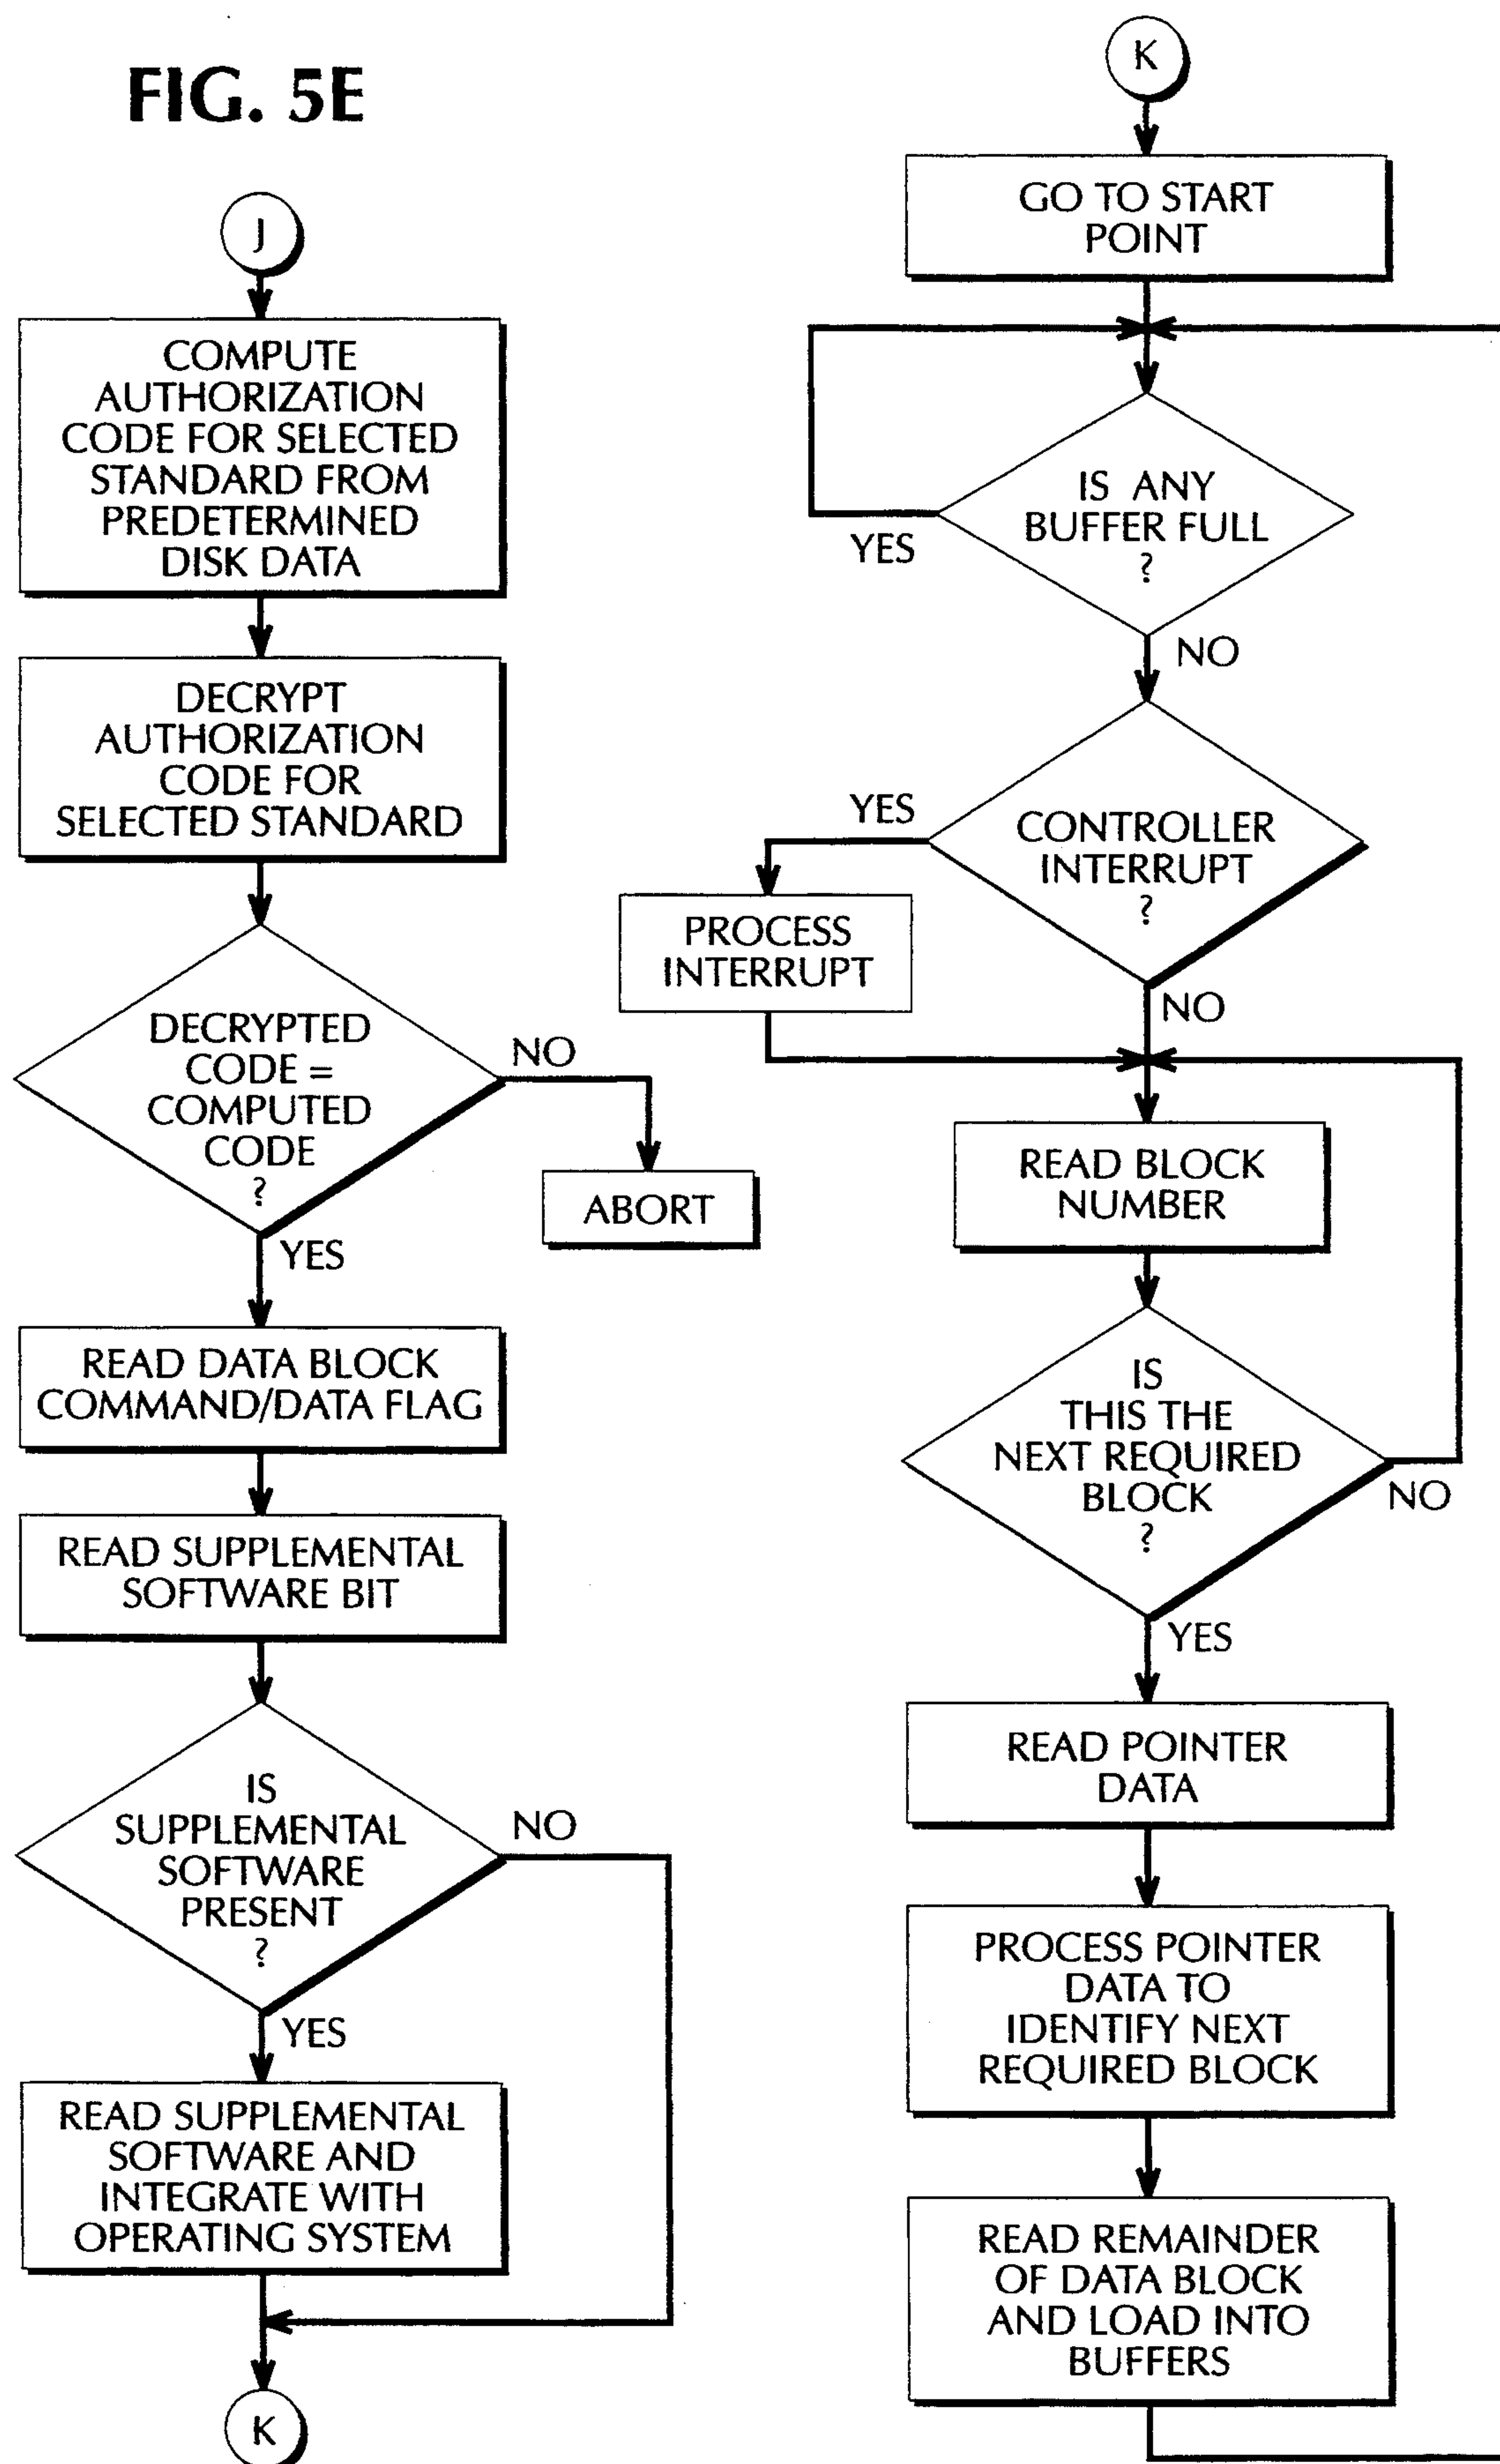 FIG. 5E
J
COMPUTE
AUTHORIZATION
CODE FOR SELECTED
STANDARD FROM
PREDETERMINED
DISK DATA
DECRYPT
AUTHORIZATION
CODE FOR
SELECTED STANDARD
DECRYPTED
CODE =
COMPUTED
CODE
?
NO
ABORT
YES
READ DATA BLOCK
COMMAND/DATA FLAG
READ SUPPLEMENTAL
SOFTWARE BIT
IS
SUPPLEMENTAL
SOFTWARE
PRESENT
?
NO
YES
READ SUPPLEMENTAL
SOFTWARE AND
INTEGRATE WITH
OPERATING SYSTEM
K
K
GO TO START
POINT
IS ANY
BUFFER FULL
?
YES
NO
CONTROLLER
INTERRUPT
?
YES
PROCESS
INTERRUPT
NO
READ BLOCK
NUMBER
IS
THIS THE
NEXT REQUIRED
BLOCK
?
NO
YES
READ POINTER
DATA
PROCESS POINTER
DATA TO
IDENTIFY NEXT
REQUIRED BLOCK
READ REMAINDER
OF DATA BLOCK
AND LOAD INTO
BUFFERS